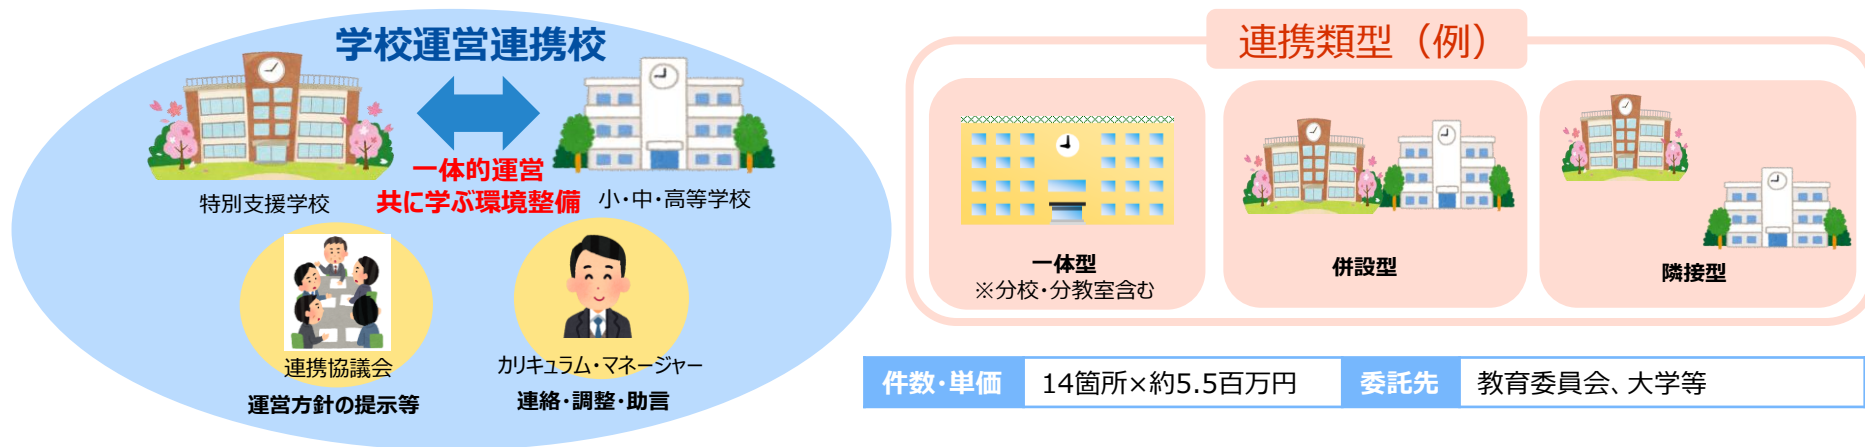 学校運営連携校
一体的運営
共に学ぶ環境整備
特別支援学校
小・中・高等学校
連携協議会
運営方針の提示等
カリキュラム・マネージャー
連絡・調整・助言
連携類型（例）
一体型
※分校・分教室含む
併設型
隣接型
件数・単価
14箇所×約5.5百万円
委託先
教育委員会、大学等